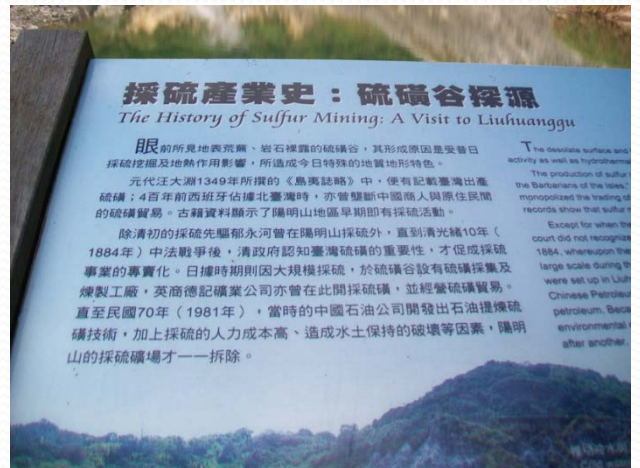 採硫產業史：硫磺谷探源
The History of Sulfur Mining: A Visit to Liuhuanggu
眼前所見地表荒蕪、岩石裸露的硫磺谷，其形成原因是受昔日
採硫挖掘及地熱作用影響，所造成今日特殊的地質地形特色。
元代汪大淵1349年所撰的《島夷誌略》中，便有記載臺灣出產
硫磺；4百年前西班牙佔據北臺灣時，亦曾壟斷中國商人與原住民間
的硫磺貿易。古籍資料顯示了陽明山地區早期即有採硫活動。
除清初的採硫先驅郁永河曾在陽明山採硫外，直到清光緒10年（
1884年）中法戰爭後，清政府認知臺灣硫磺的重要性，才促成採硫
事業的專賣化。日據時期則因大規模採硫，於硫磺谷設有硫磺採集及
煉製工廠，英商德記礦業公司亦曾在此開採硫磺，並經營硫磺貿易。
直至民國70年（1981年），當時的中國石油公司開發出石油提煉硫
磺技術，加上採硫的人力成本高、造成水土保持的破壞等因素，陽明
山的採硫礦場才一一拆除。
The desolate surface and
activity as well as hydrothermal
The production of sulfur
the Barbarians of the Isles,"
monopolized the trading of
records show that sulfur
Except for when the
court did not recognize
1884, whereupon the
large scale during th
were set up in Liuh
Chinese Petroleu
petroleum. Beca
environmental
after another.